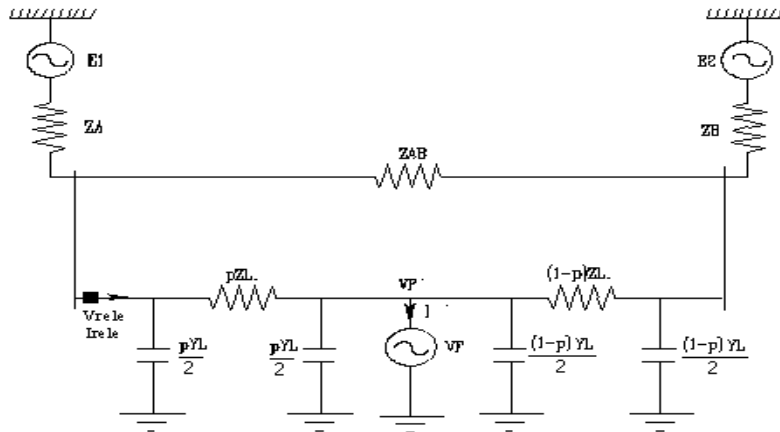 E1
E2
ZA
ZB
ZAB
pZL
VF
(1-p)ZL
I
Vrele
Irele
pYL
2
pYL
2
VF
(1-p) YL
2
(1-p) YL
2